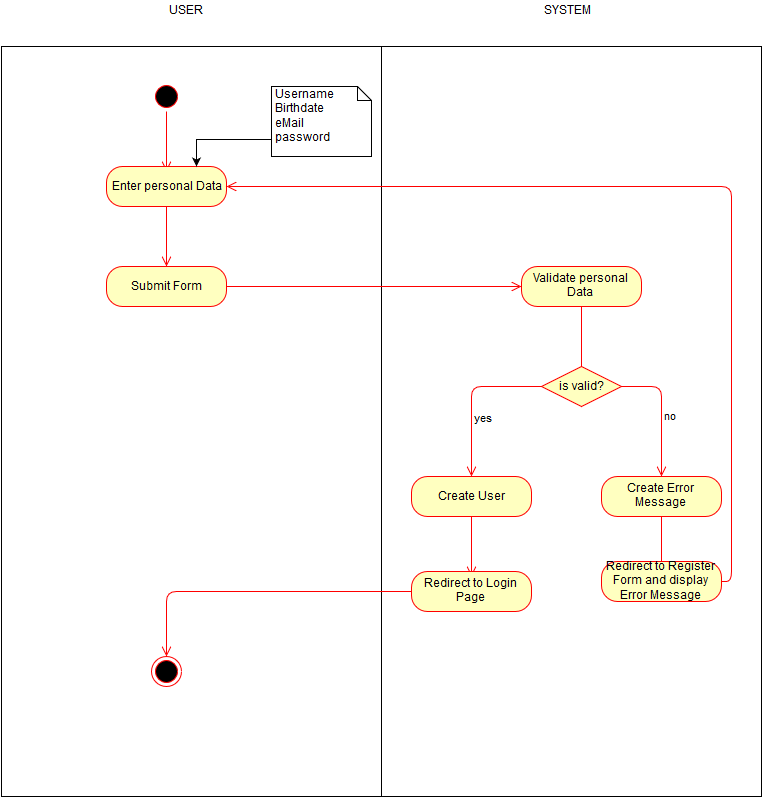 USER
SYSTEM
Username
Birthdate
eMail
password
Enter personal Data
Submit Form
Validate personal
Data
is valid?
yes
no
Create User
Create Error
Message
Redirect to Login
Page
Redirect to Register
Form and display
Error Message